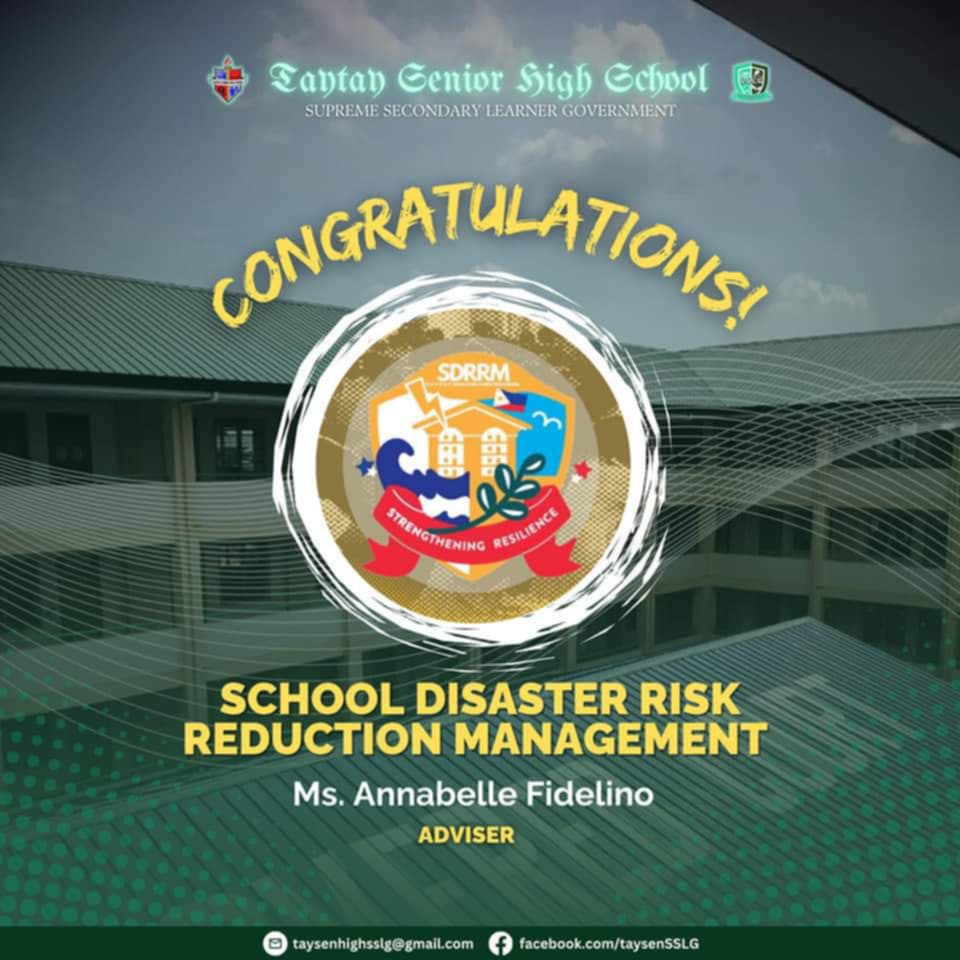 Taytay Senior High School
SUPREME SECONDARY LEARNER GOVERNMENT
CONGRATULATIONS!
SDRRM
STRENGTHENING RESILIENCE
SCHOOL DISASTER RISK
REDUCTION MANAGEMENT
Ms. Annabelle Fidelino
ADVISER
taysenhighsslg@gmail.com
facebook.com/taysenSSLG